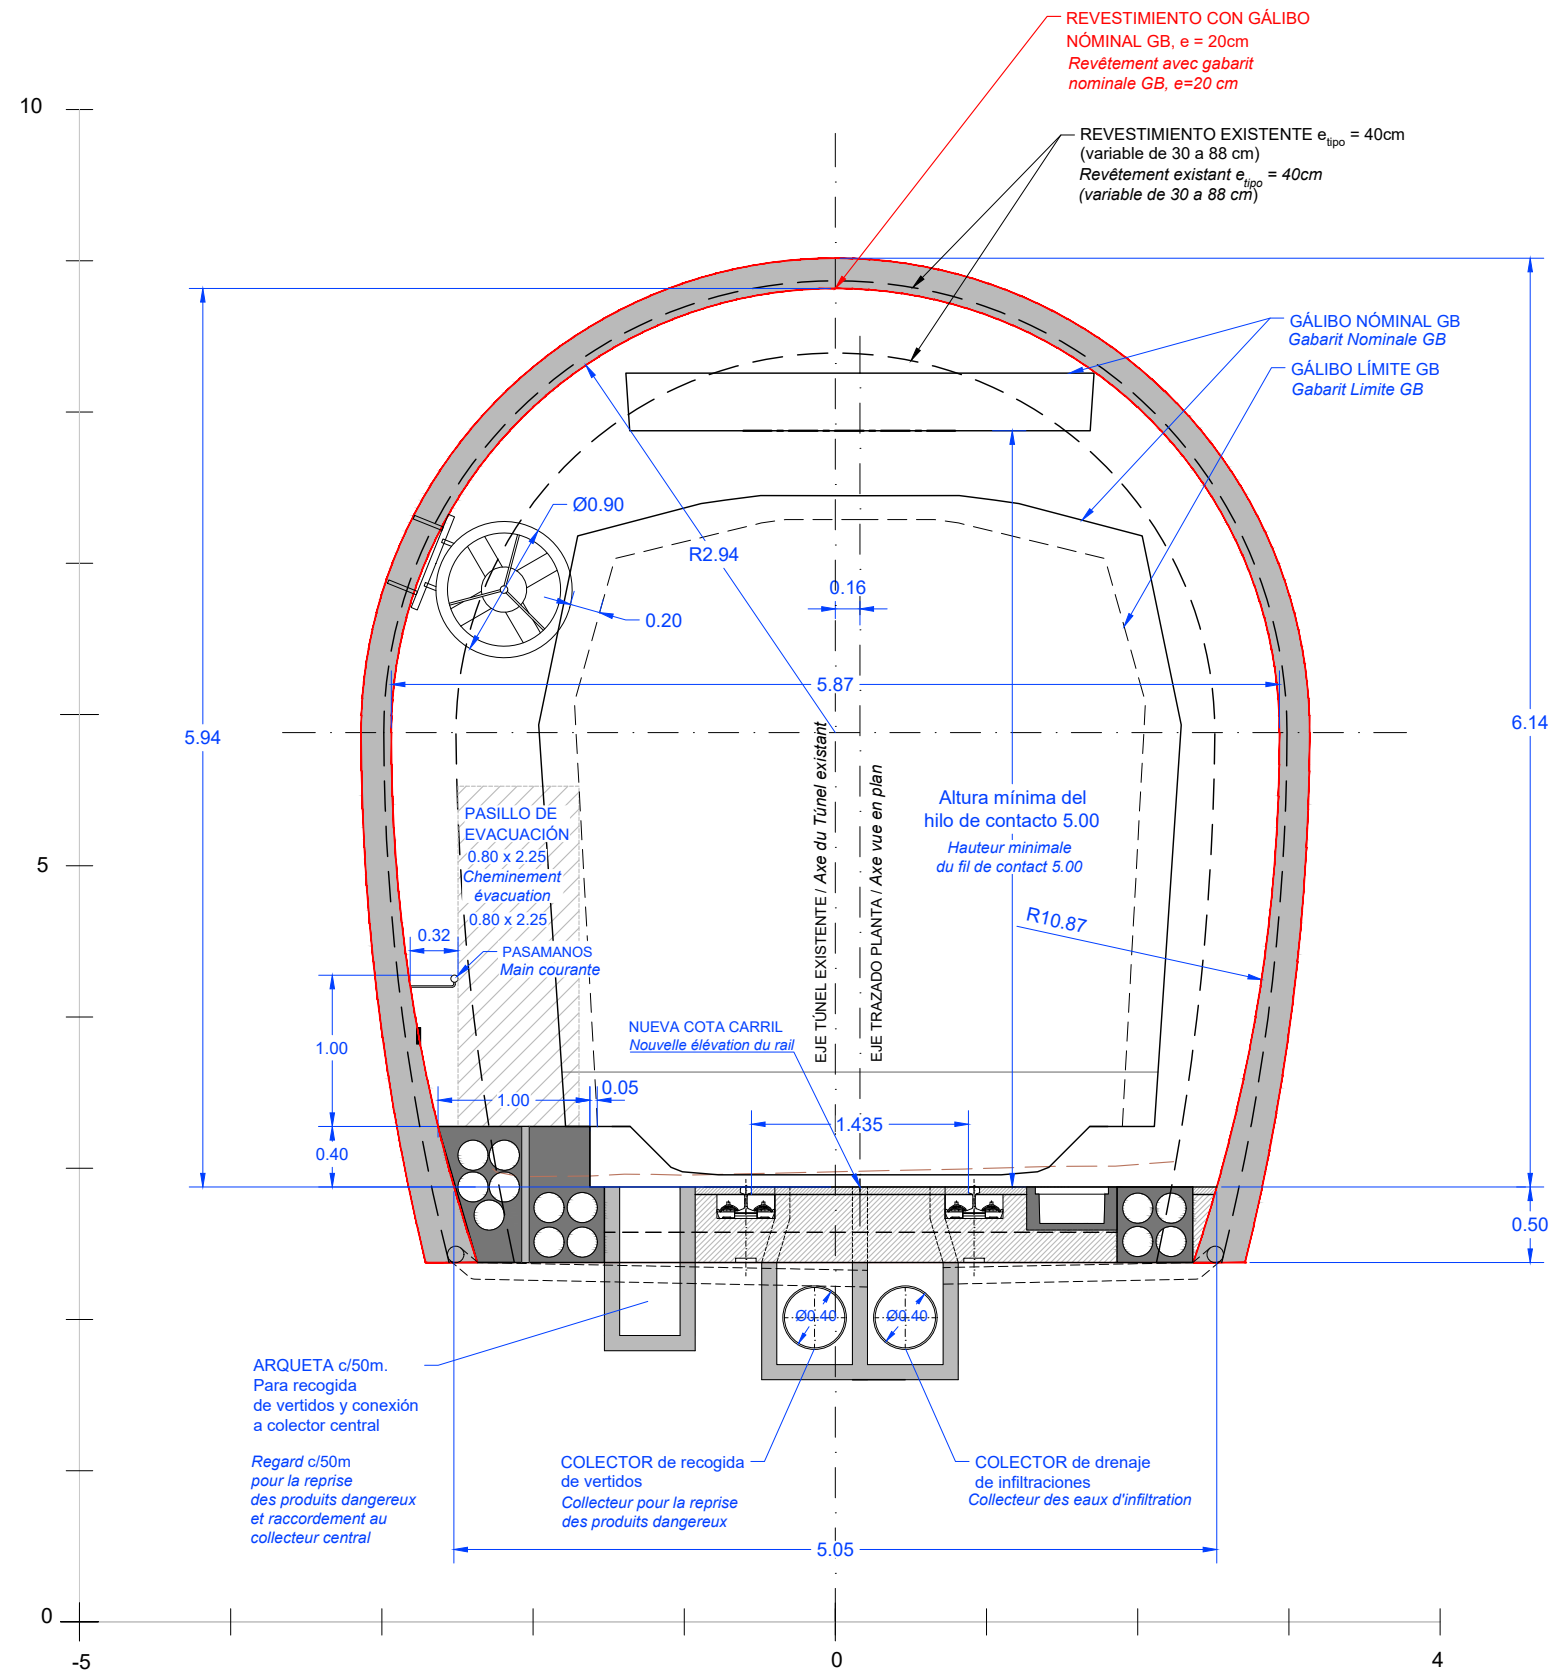 REVESTIMIENTO CON GÁLIBO
NÓMINAL GB, e = 20cm
Revêtement avec gabarit
nominale GB, e=20 cm
10
REVESTIMIENTO EXISTENTE etipo = 40cm
(variable de 30 a 88 cm)
Revêtement existant etipo = 40cm
(variable de 30 a 88 cm)
GÁLIBO NÓMINAL GB
Gabarit Nominale GB
GÁLIBO LÍMITE GB
Gabarit Limite GB
Ø0.90
R2.94
0.16
0.20
5.87
5.94
6.14
EJE TÚNEL EXISTENTE / Axe du Túnel existant
EJE TRAZADO PLANTA / Axe vue en plan
Altura mínima del
hilo de contacto 5.00
Hauteur minimale
du fil de contact 5.00
PASILLO DE
EVACUACIÓN
0.80 x 2.25
Cheminement
évacuation
0.80 x 2.25
5
R10.87
0.32
PASAMANOS
Main courante
NUEVA COTA CARRIL
Nouvelle élévation du rail
1.00
1.00
0.05
1.435
0.40
0.50
Ø0.40
Ø0.40
ARQUETA c/50m.
Para recogida
de vertidos y conexión
a colector central
Regard c/50m
pour la reprise
des produits dangereux
et raccordement au
collecteur central
COLECTOR de recogida
de vertidos
Collecteur pour la reprise
des produits dangereux
COLECTOR de drenaje
de infiltraciones
Collecteur des eaux d'infiltration
5.05
0
-5
0
4